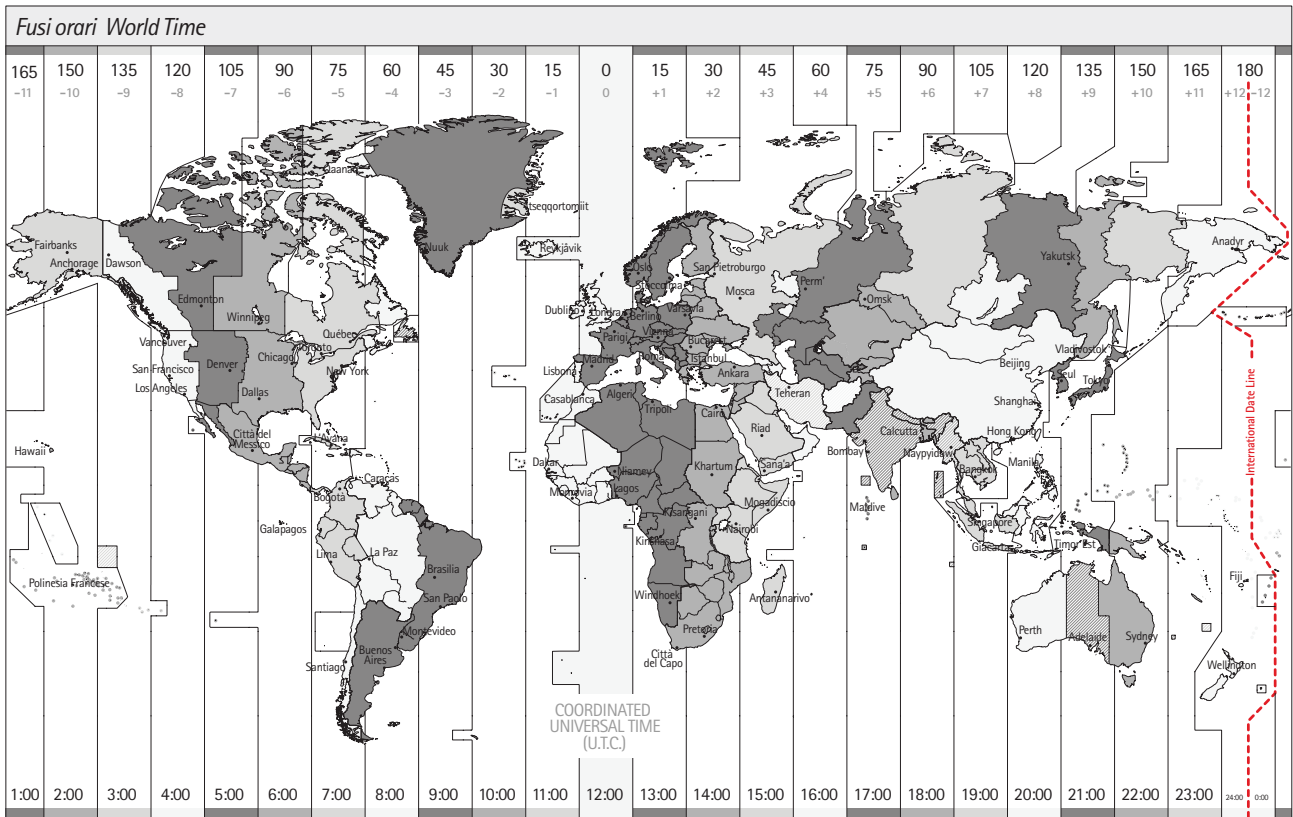 Fusi orari World Time
165 150 135 120 105 90 75 60 45 30 15 0 15 30 45 60 75 90 105 120 135 150 165 180
-11 -10 -9 -8 -7 -6 -5 -4 -3 -2 -1 0 +1 +2 +3 +4 +5 +6 +7 +8 +9 +10 +11 +12 -12
Qaanaaq
Ittseqqortomiit
Fairbanks
Anchorage
Dawson
Nuuk
Reykjåvik
Oslo
Stoccolma
San Pietroburgo
Mosca
Perm'
Omsk
Yakutsk
Anadyr
Edmonton
Winnipeg
Vancouver
Québec
Toronto
San Francisco
Los Angeles
Denver
Chicago
New York
Dallas
Dublino
Londra
Berlino
Varsavia
Parigi
Vienna
Bucarest
Madrid
Roma
İstanbul
Ankara
Lisbona
Casablanca
Algeri
Tripoli
Cairo
Teheran
Riad
Beijing
Seul
Tokyo
Vladivostok
Shanghai
Hong Kong
Manila
Calcutta
Bombay
Naypyidaw
Bangkok
International Date Line
Hawaii
Città del
Messico
L'Avana
Caracas
Bogotà
Galapagos
Lima
La Paz
Brasilia
San Paolo
Montevideo
Buenos
Aires
Santiago
Polinesia Francese
Dakar
Monrovia
Niamey
Lagos
Khartum
Sana'a
Mogadiscio
Kisangani
Nairobi
Kinshasa
Windhoek
Pretoria
Città
del Capo
Antananarivo
Maldive
Singapore
Giacarta
Timor Est
Perth
Adelaide
Sydney
Fiji
Wellington
COORDINATED
UNIVERSAL TIME
(U.T.C.)
1:00 2:00 3:00 4:00 5:00 6:00 7:00 8:00 9:00 10:00 11:00 12:00 13:00 14:00 15:00 16:00 17:00 18:00 19:00 20:00 21:00 22:00 23:00 24:00 0:00